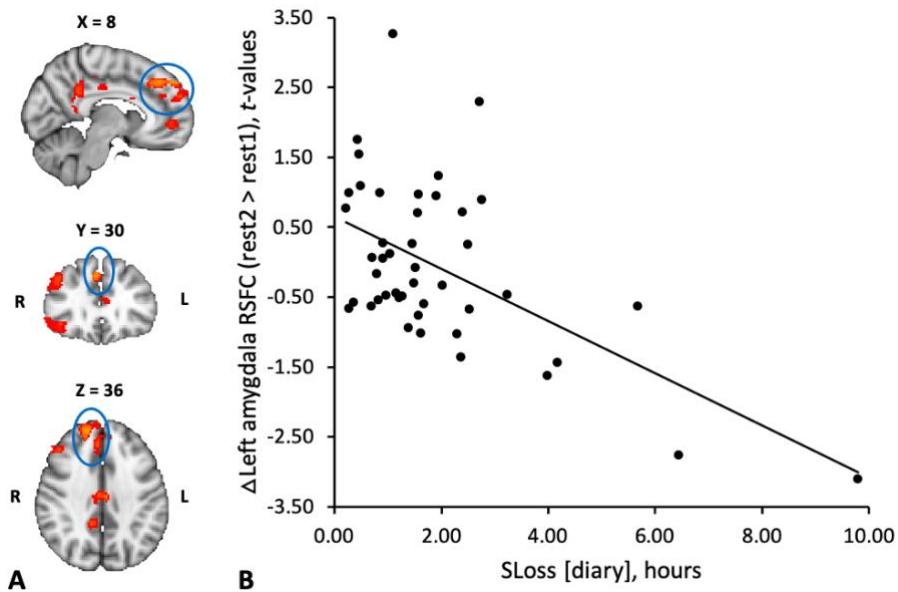 X = 8
Y = 30
R
L
Z = 36
R
L
A
3.50
2.50
1.50
0.50
-0.50
-1.50
-2.50
-3.50
△Left amygdala RSFC (rest2 > rest1), t-values
0.00
2.00
4.00
6.00
8.00
10.00
SLoss [diary], hours
B